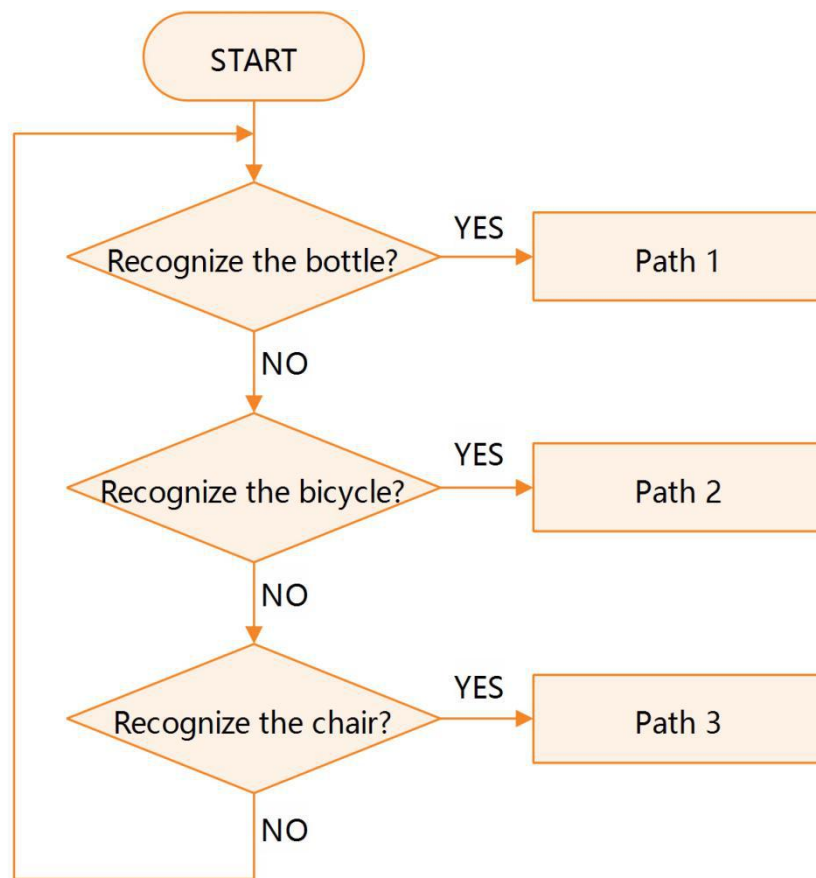 START
Recognize the bottle?
YES
Path 1
NO
Recognize the bicycle?
YES
Path 2
NO
Recognize the chair?
YES
Path 3
NO